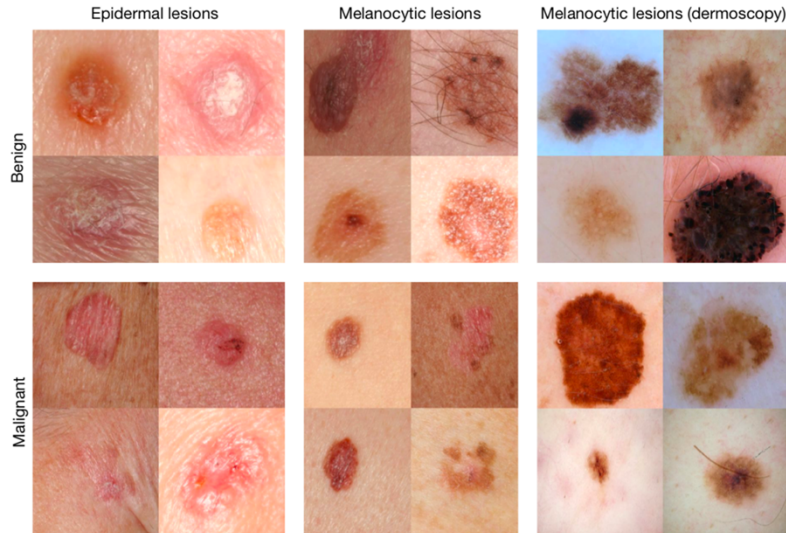 Epidermal lesions
Melanocytic lesions
Melanocytic lesions (dermoscopy)
Benign
Malignant